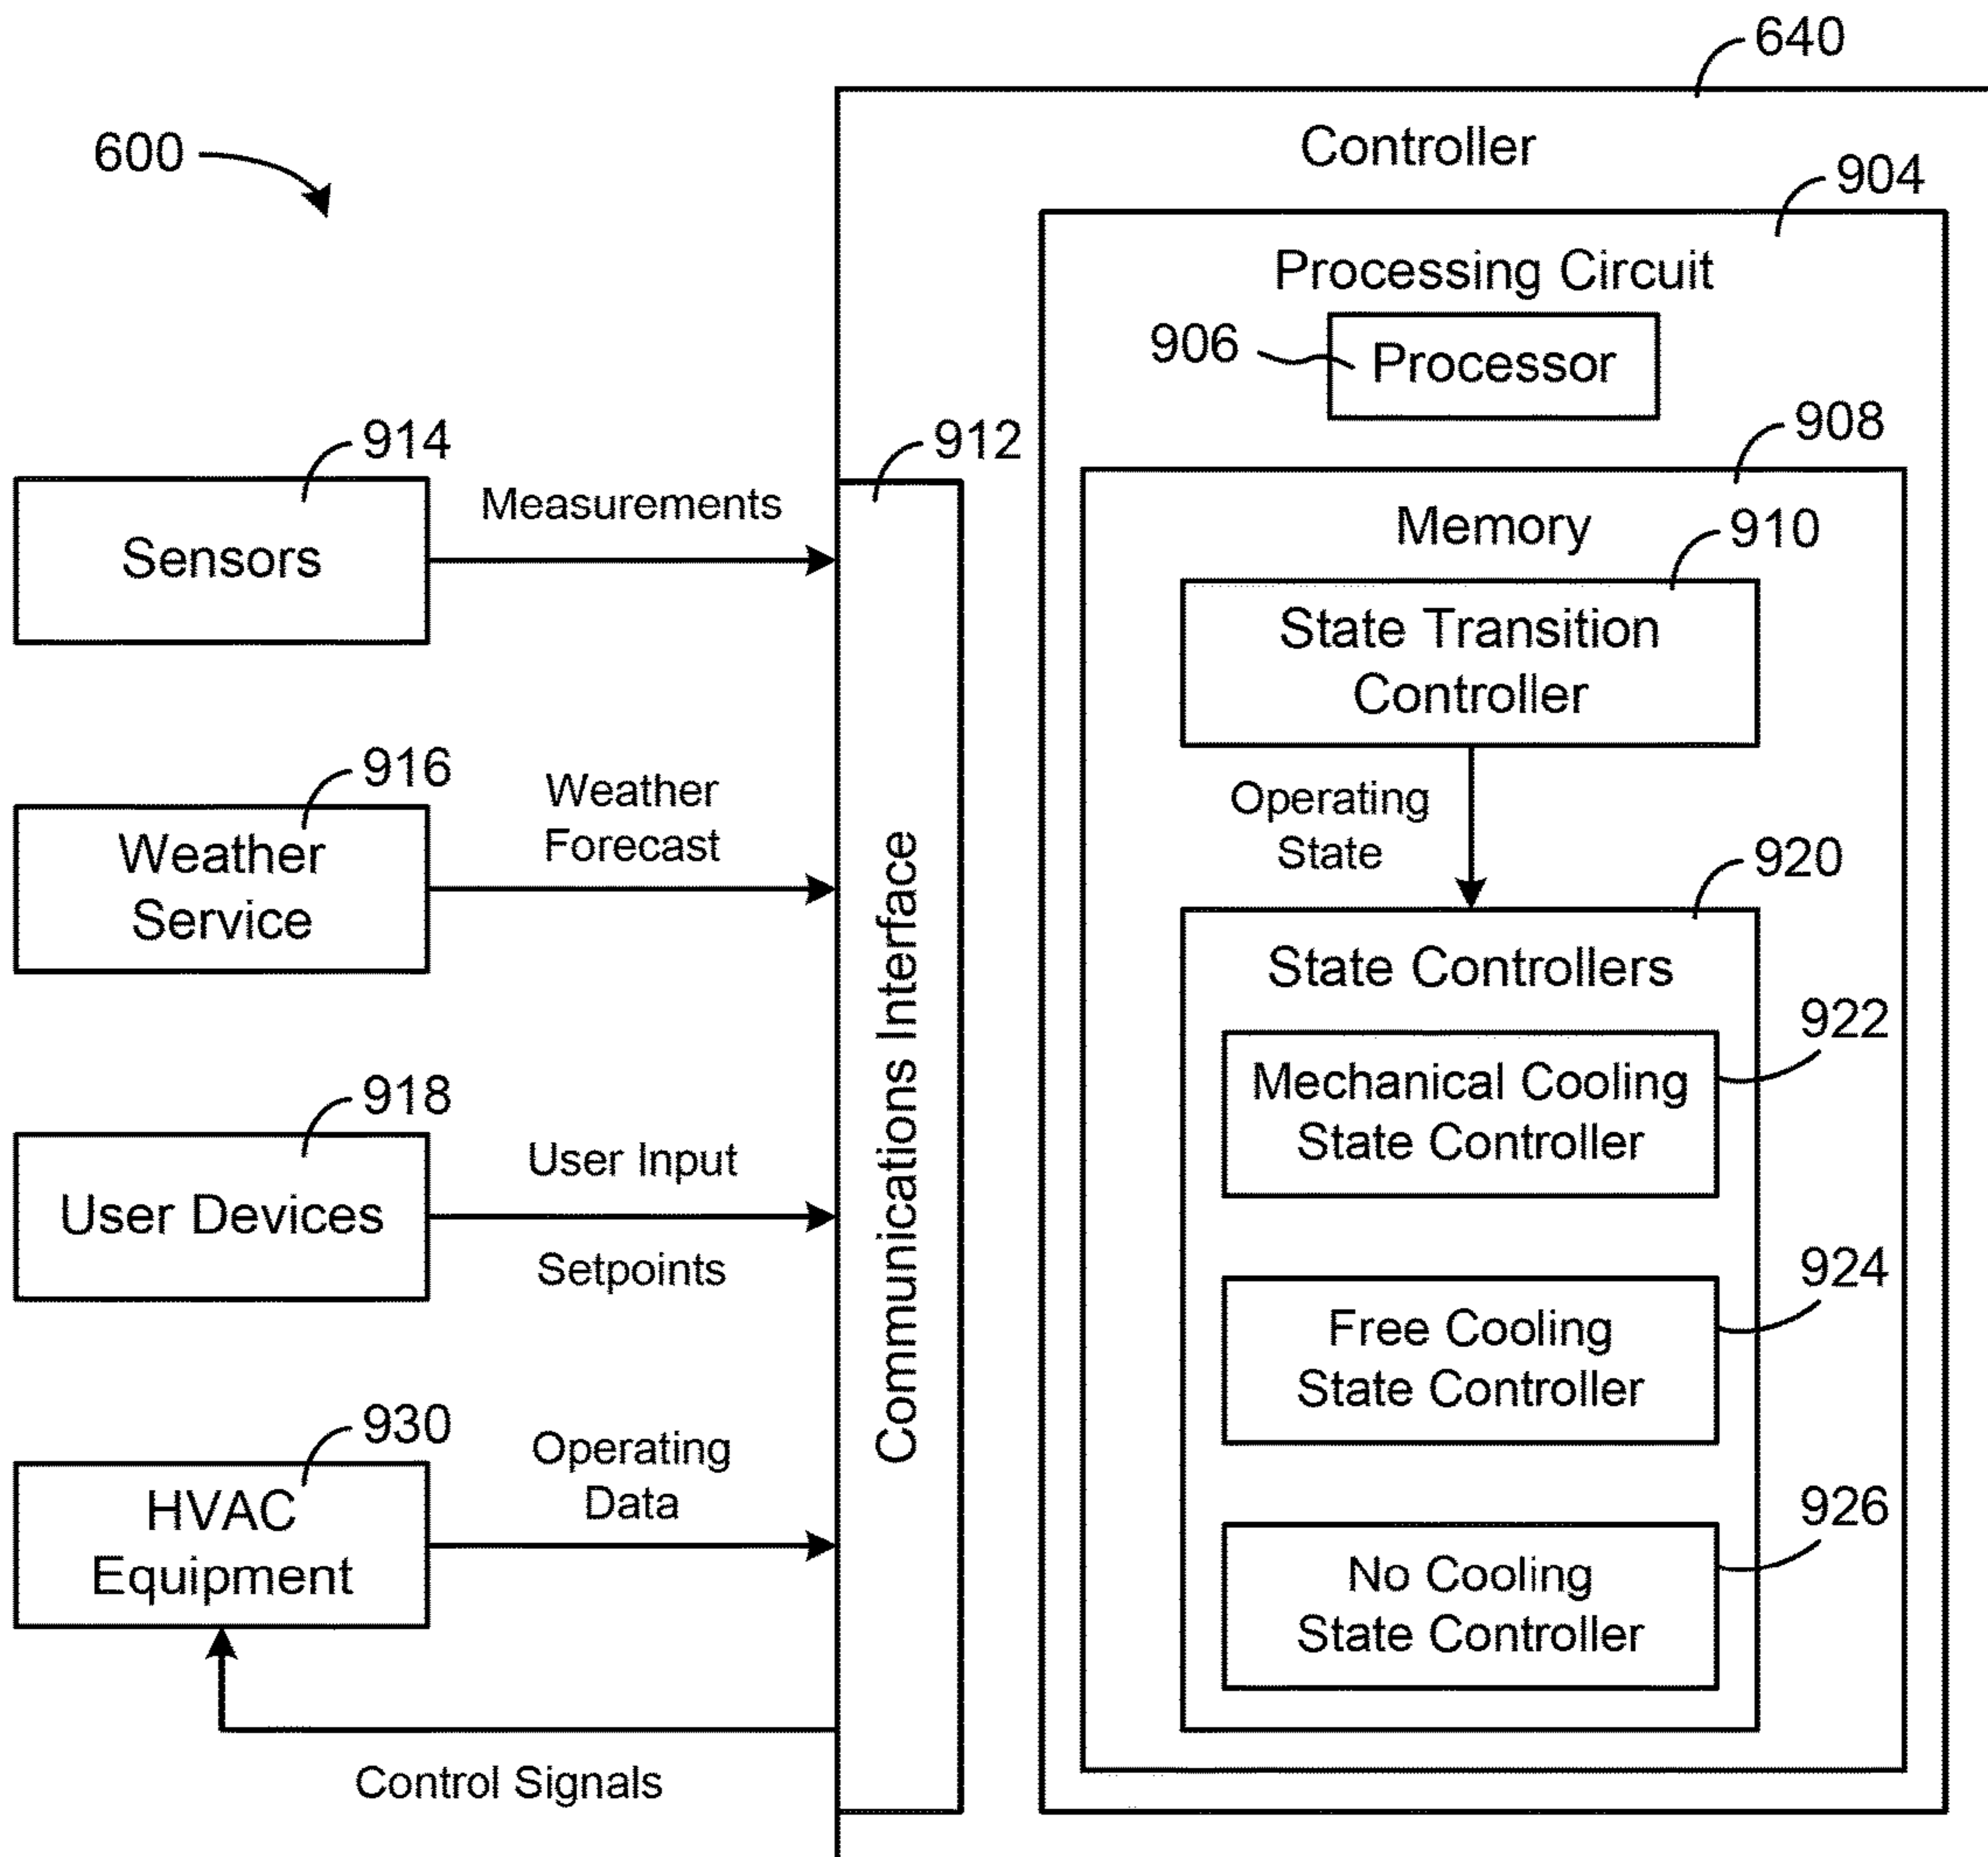 640
600
Controller
904
Processing Circuit
906
Processor
908
914
912
Measurements
Memory
910
Sensors
State Transition
Controller
916
Weather
Forecast
Operating
State
Weather
Service
920
State Controllers
Communications Interface
922
Mechanical Cooling
State Controller
918
User Input
User Devices
Setpoints
924
Free Cooling
State Controller
930
Operating
Data
HVAC
Equipment
926
No Cooling
State Controller
Control Signals